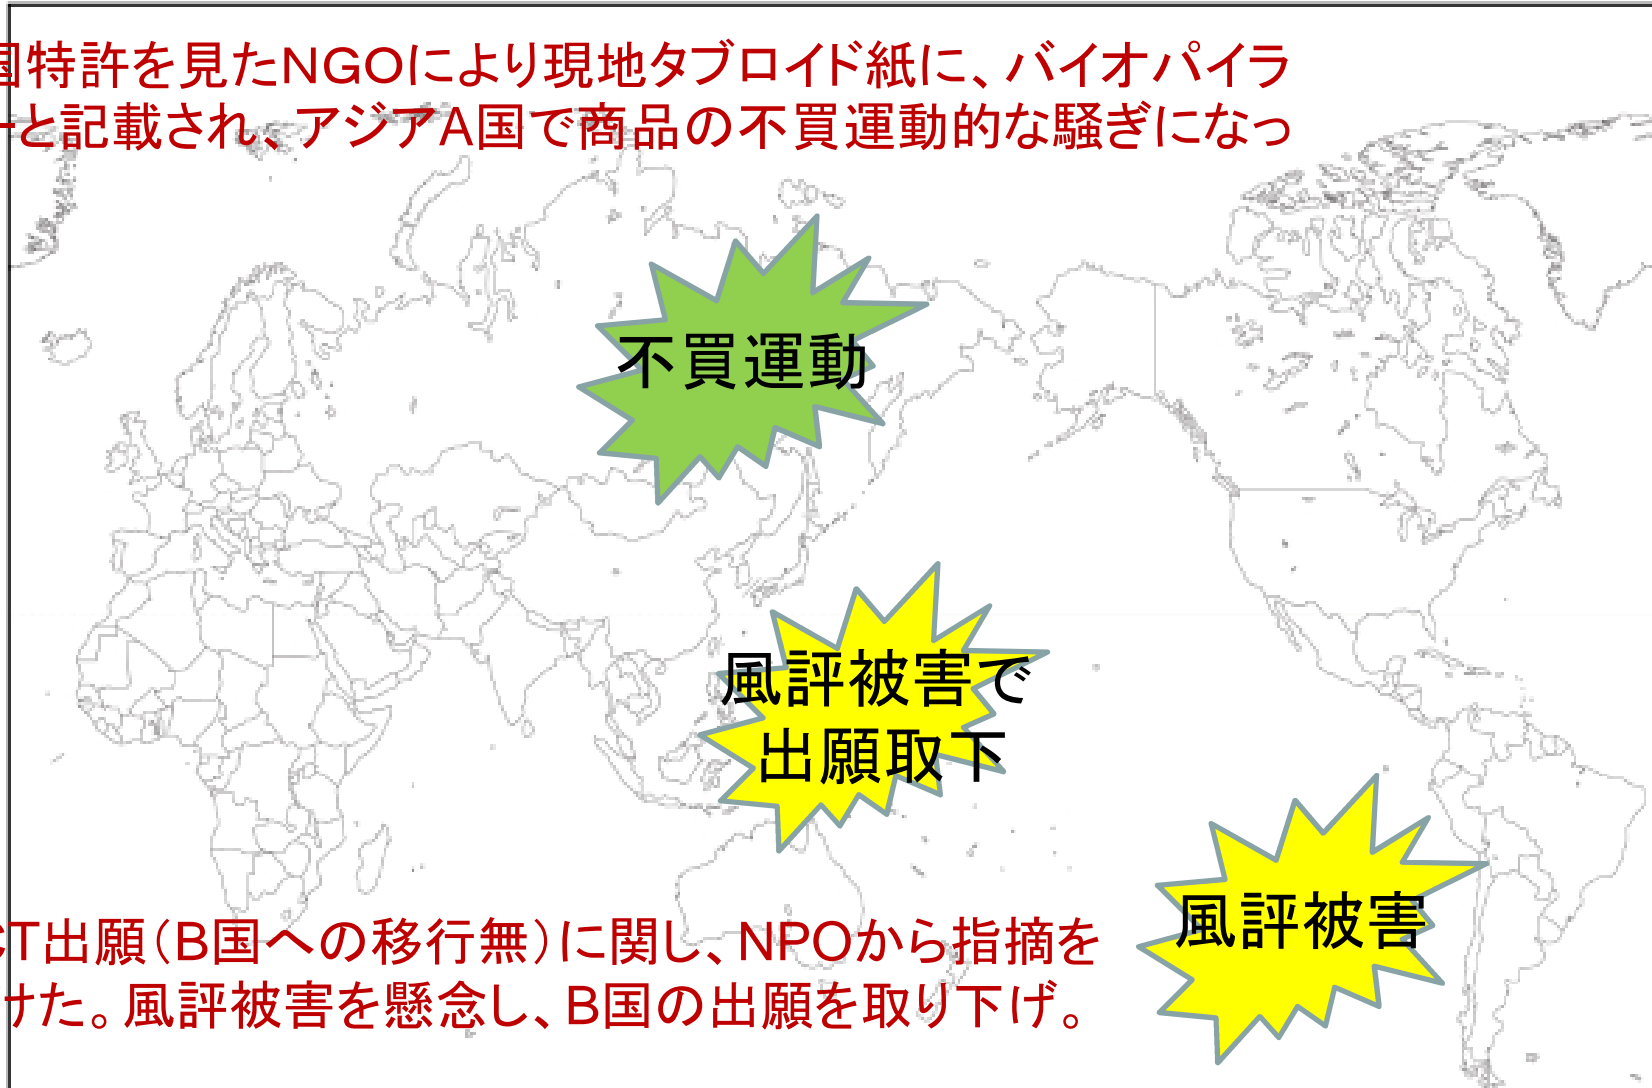 国特許を見たNGOにより現地タブロイド紙に、バイオパイラ
ーと記載され、アジアA国で商品の不買運動的な騒ぎになっ
不買運動
風評被害で
出願取下
風評被害
CT出願（B国への移行無）に関し、NPOから指摘を
けた。風評被害を懸念し、B国の出願を取り下げ。